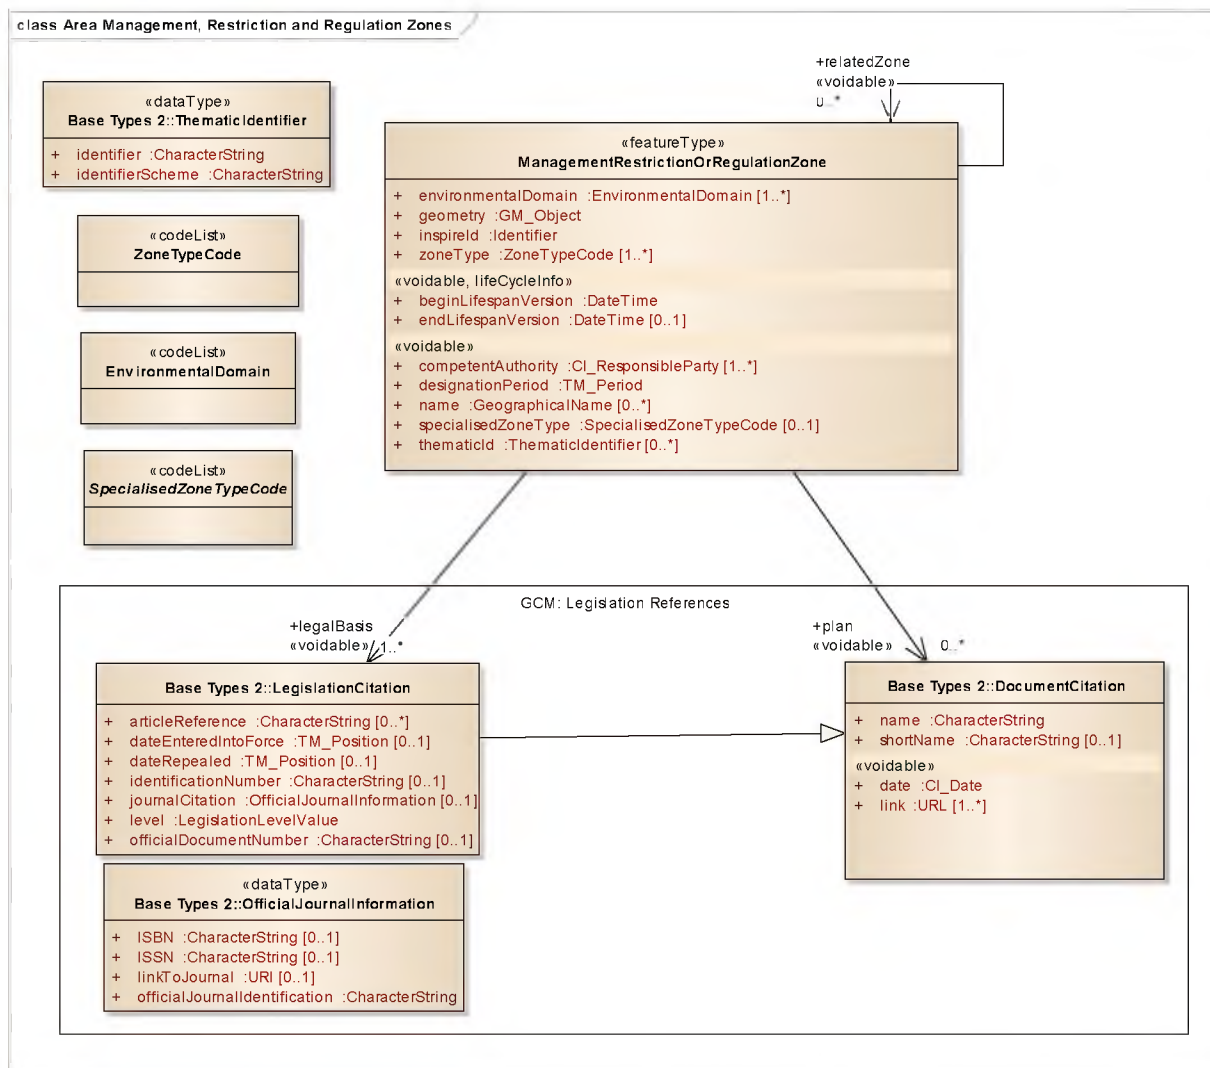 class Area Management, Restriction and Regulation Zones
«dataType»
Base Types 2::ThematicIdentifier
+ identifier :CharacterString
+ identifierScheme :CharacterString
«codeList»
ZoneTypeCode
«codeList»
EnvironmentalDomain
«codeList»
SpecialisedZoneTypeCode
+relatedZone
«voidable»
0..*
«featureType»
ManagementRestrictionOrRegulationZone
+ environmentalDomain :EnvironmentalDomain [1..*]
+ geometry :GM_Object
+ inspireId :Identifier
+ zoneType :ZoneTypeCode [1..*]
«voidable, lifeCycleInfo»
+ beginLifespanVersion :DateTime
+ endLifespanVersion :DateTime [0..1]
«voidable»
+ competentAuthority :CI_ResponsibleParty [1..*]
+ designationPeriod :TM_Period
+ name :GeographicalName [0..*]
+ specialisedZoneType :SpecialisedZoneTypeCode [0..1]
+ thematicId :ThematicIdentifier [0..*]
GCM: Legislation References
+legalBasis
«voidable» 1..*
+plan
«voidable» 0..*
Base Types 2::LegislationCitation
+ articleReference :CharacterString [0..*]
+ dateEnteredIntoForce :TM_Position [0..1]
+ dateRepealed :TM_Position [0..1]
+ identificationNumber :CharacterString [0..1]
+ journalCitation :OfficialJournalInformation [0..1]
+ level :LegislationLevelValue
+ officialDocumentNumber :CharacterString [0..1]
Base Types 2::DocumentCitation
+ name :CharacterString
+ shortName :CharacterString [0..1]
«voidable»
+ date :CI_Date
+ link :URL [1..*]
«dataType»
Base Types 2::OfficialJournalInformation
+ ISBN :CharacterString [0..1]
+ ISSN :CharacterString [0..1]
+ linkToJournal :URI [0..1]
+ officialJournalIdentification :CharacterString